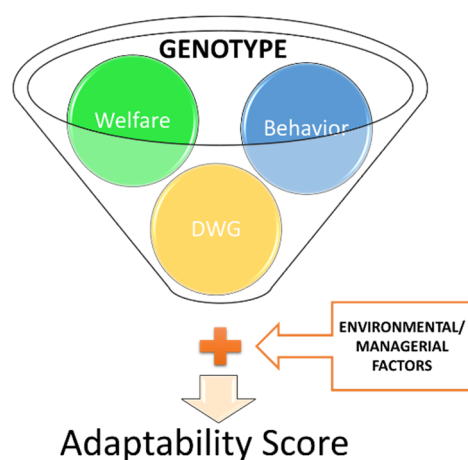 GENOTYPE
Welfare
Behavior
DWG
ENVIRONMENTAL/
MANAGERIAL
FACTORS
Adaptability Score